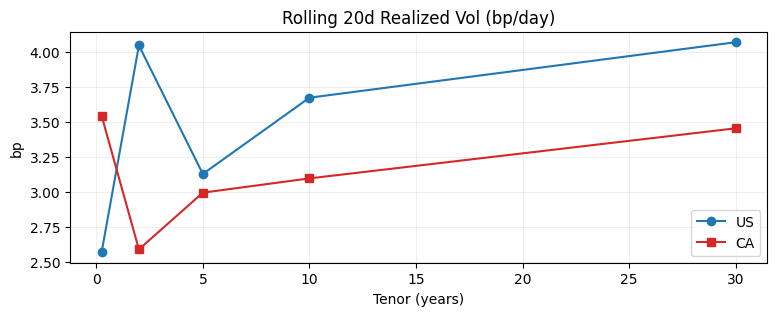 Rolling 20d Realized Vol (bp/day)
4.00
3.75
3.50
3.25
3.00
2.75
2.50
bp
0 5 10 15 20 25 30
Tenor (years)
US
CA